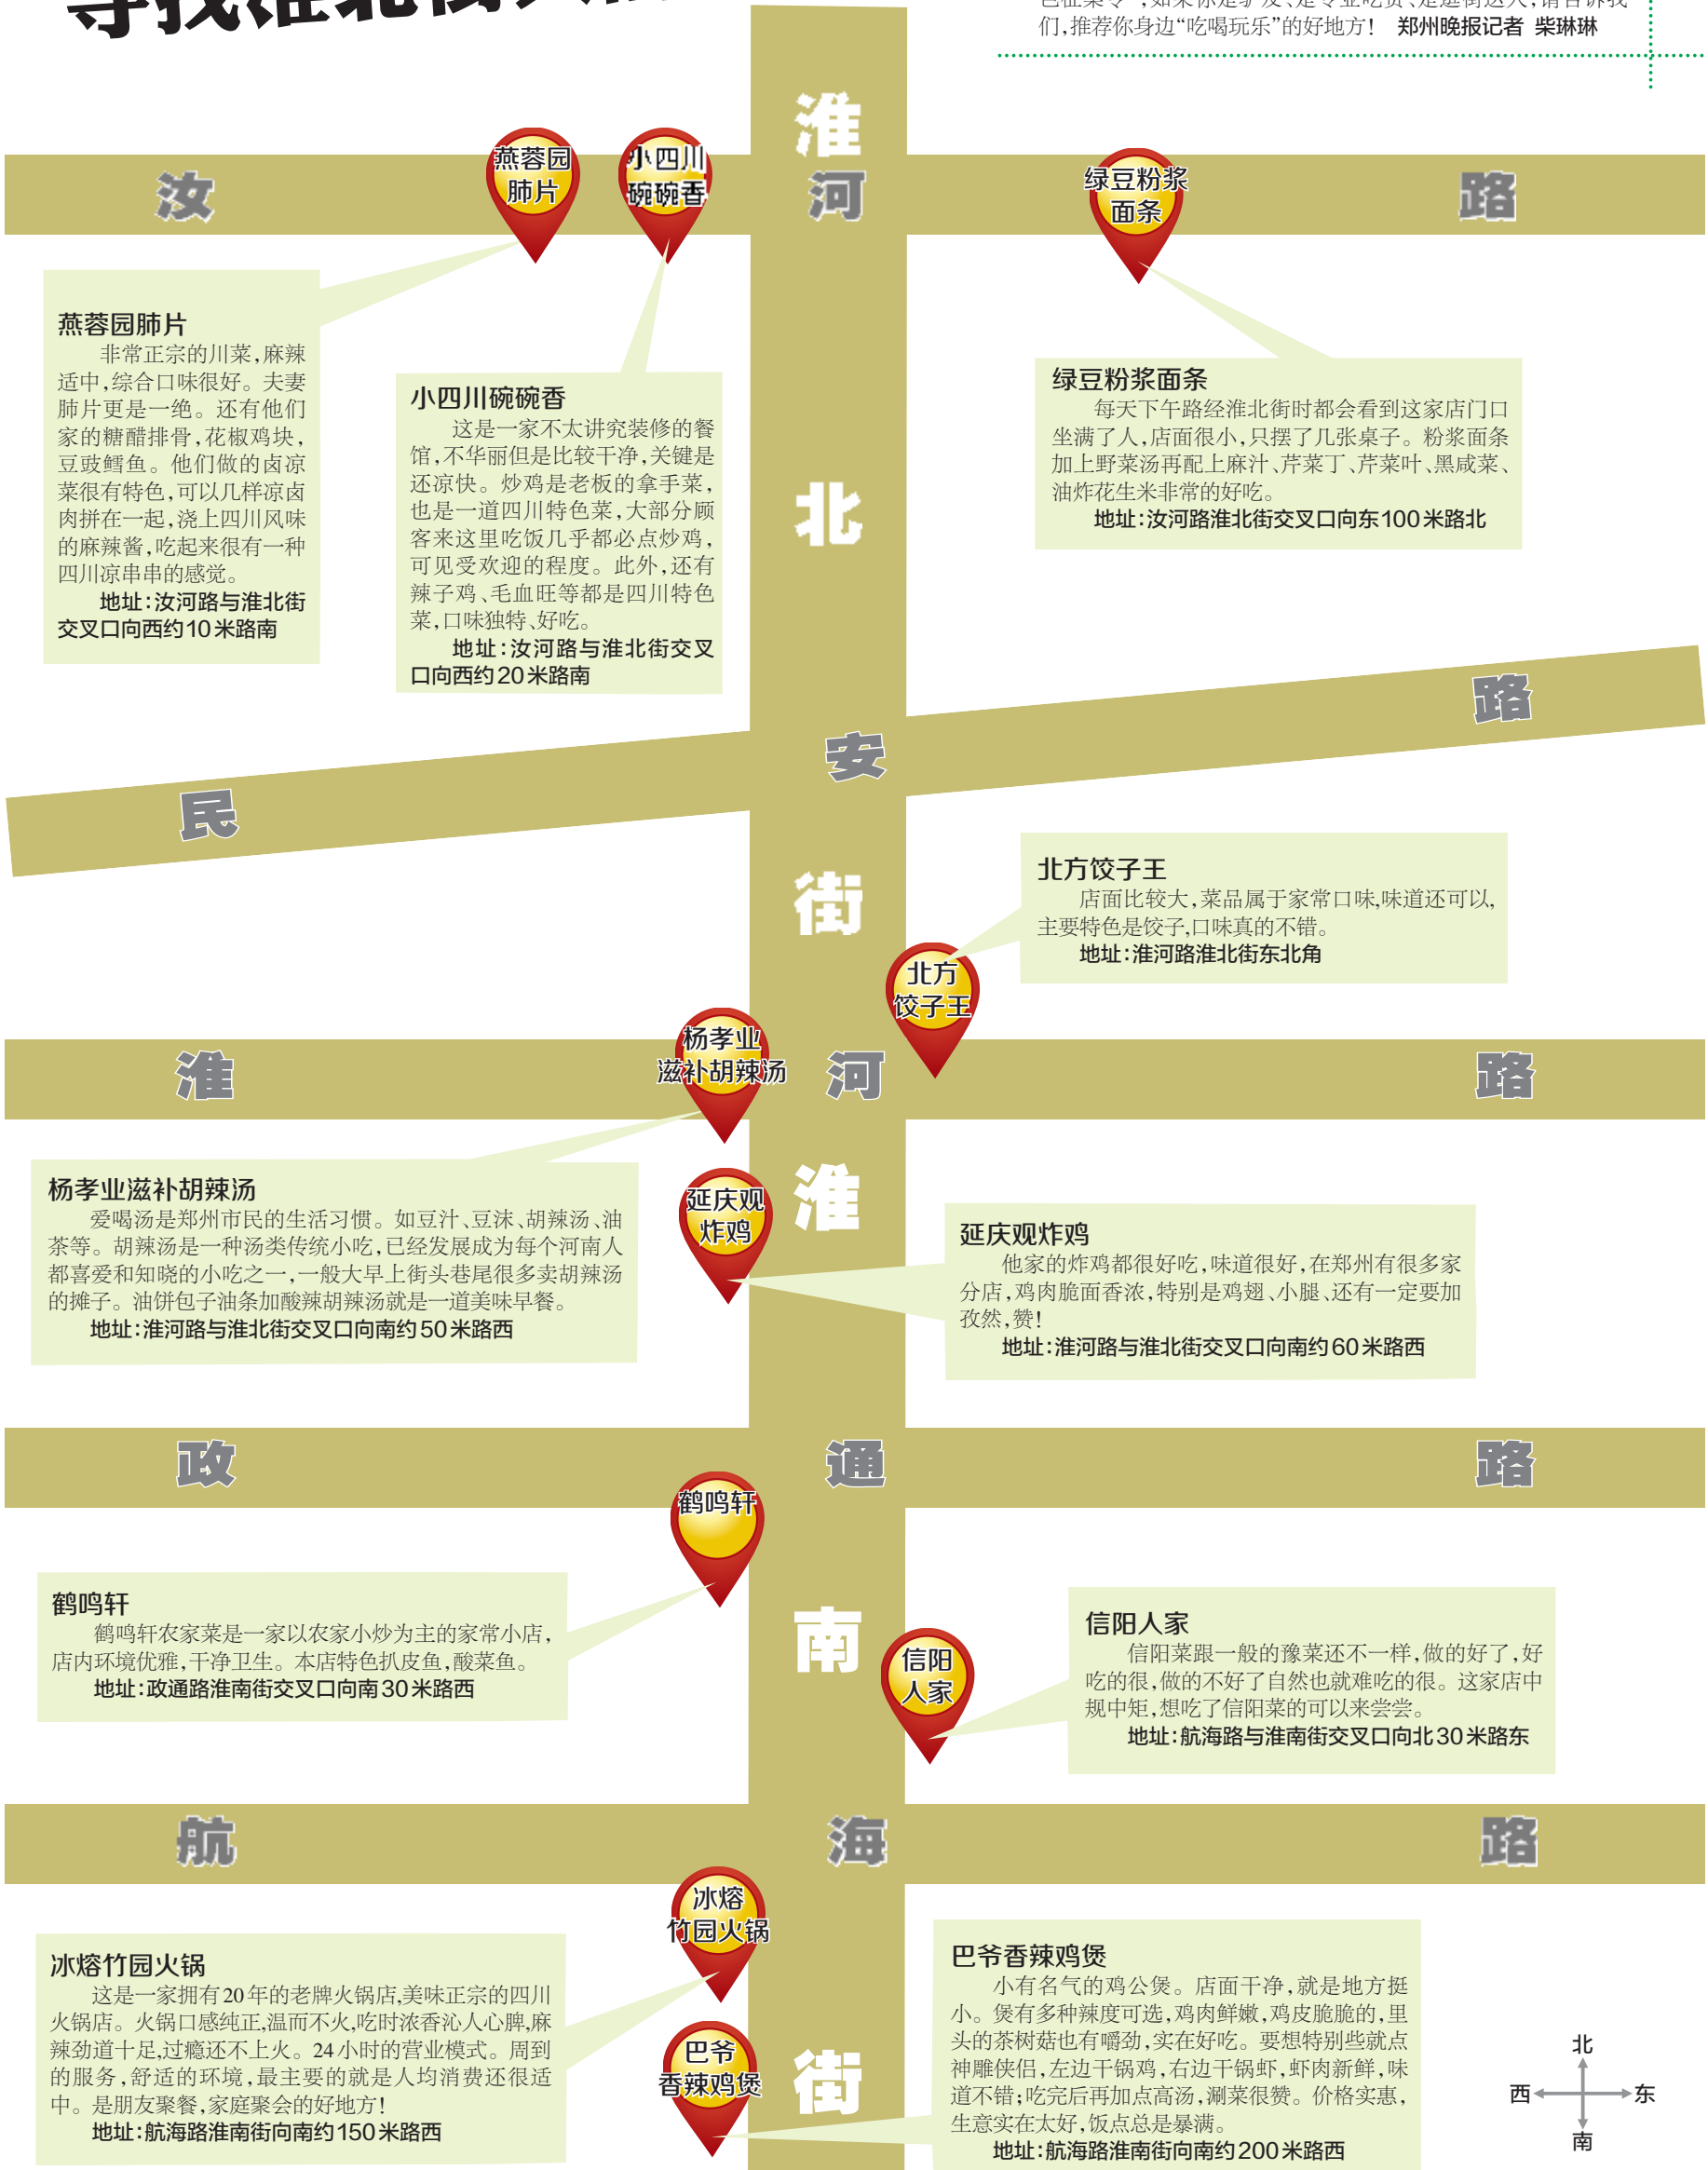 们,推荐你身边“吃喝玩乐”的好地方! 郑州晚报记者 柴琳琳
淮
北
街
淮
南
街
汝 河 路
燕蓉园
肺片
小四川
碗碗香
绿豆粉浆
面条
燕蓉园肺片
非常正宗的川菜,麻辣
适中,综合口味很好。夫妻
肺片更是一绝。还有他们
家的糖醋排骨,花椒鸡块,
豆豉鳕鱼。他们做的卤凉
菜很有特色,可以几样凉卤
肉拼在一起,浇上四川风味
的麻辣酱,吃起来很有一种
四川凉串串的感觉。
地址:汝河路与淮北街
交叉口向西约10米路南
小四川碗碗香
这是一家不太讲究装修的餐
馆,不华丽但是比较干净,关键是
还凉快。炒鸡是老板的拿手菜,
也是一道四川特色菜,大部分顾
客来这里吃饭几乎都必点炒鸡,
可见受欢迎的程度。此外,还有
辣子鸡、毛血旺等都是四川特色
菜,口味独特、好吃。
地址:汝河路与淮北街交叉
口向西约20米路南
绿豆粉浆面条
每天下午路经淮北街时都会看到这家店门口
坐满了人,店面很小,只摆了几张桌子。粉浆面条
加上野菜汤再配上麻汁、芹菜丁、芹菜叶、黑咸菜、
油炸花生米非常的好吃。
地址:汝河路淮北街交叉口向东100米路北
民 安 路
北方饺子王
店面比较大,菜品属于家常口味,味道还可以,
主要特色是饺子,口味真的不错。
地址:淮河路淮北街东北角
北方
饺子王
杨孝业
滋补胡辣汤
淮 河 路
杨孝业滋补胡辣汤
爱喝汤是郑州市民的生活习惯。如豆汁、豆沫、胡辣汤、油
茶等。胡辣汤是一种汤类传统小吃,已经发展成为每个河南人
都喜爱和知晓的小吃之一,一般大早上街头巷尾很多卖胡辣汤
的摊子。油饼包子油条加酸辣胡辣汤就是一道美味早餐。
地址:淮河路与淮北街交叉口向南约50米路西
延庆观
炸鸡
延庆观炸鸡
他家的炸鸡都很好吃,味道很好,在郑州有很多家
分店,鸡肉脆面香浓,特别是鸡翅、小腿、还有一定要加
孜然,赞!
地址:淮河路与淮北街交叉口向南约60米路西
政 通 路
鹤鸣轩
鹤鸣轩
鹤鸣轩农家菜是一家以农家小炒为主的家常小店,
店内环境优雅,干净卫生。本店特色扒皮鱼,酸菜鱼。
地址:政通路淮南街交叉口向南30米路西
信阳
人家
信阳人家
信阳菜跟一般的豫菜还不一样,做的好了,好
吃的很,做的不好了自然也就难吃的很。这家店中
规中矩,想吃了信阳菜的可以来尝尝。
地址:航海路与淮南街交叉口向北30米路东
航 海 路
冰熔
竹园火锅
冰熔竹园火锅
这是一家拥有20年的老牌火锅店,美味正宗的四川
火锅店。火锅口感纯正,温而不火,吃时浓香沁人心脾,麻
辣劲道十足,过瘾还不上火。24小时的营业模式。周到
的服务,舒适的环境,最主要的就是人均消费还很适
中。是朋友聚餐,家庭聚会的好地方!
地址:航海路淮南街向南约150米路西
巴爷
香辣鸡煲
巴爷香辣鸡煲
小有名气的鸡公煲。店面干净,就是地方挺
小。煲有多种辣度可选,鸡肉鲜嫩,鸡皮脆脆的,里
头的茶树菇也有嚼劲,实在好吃。要想特别些就点
神雕侠侣,左边干锅鸡,右边干锅虾,虾肉新鲜,味
道不错;吃完后再加点高汤,涮菜很赞。价格实惠,
生意实在太好,饭点总是暴满。
地址:航海路淮南街向南约200米路西
北
西 东
南